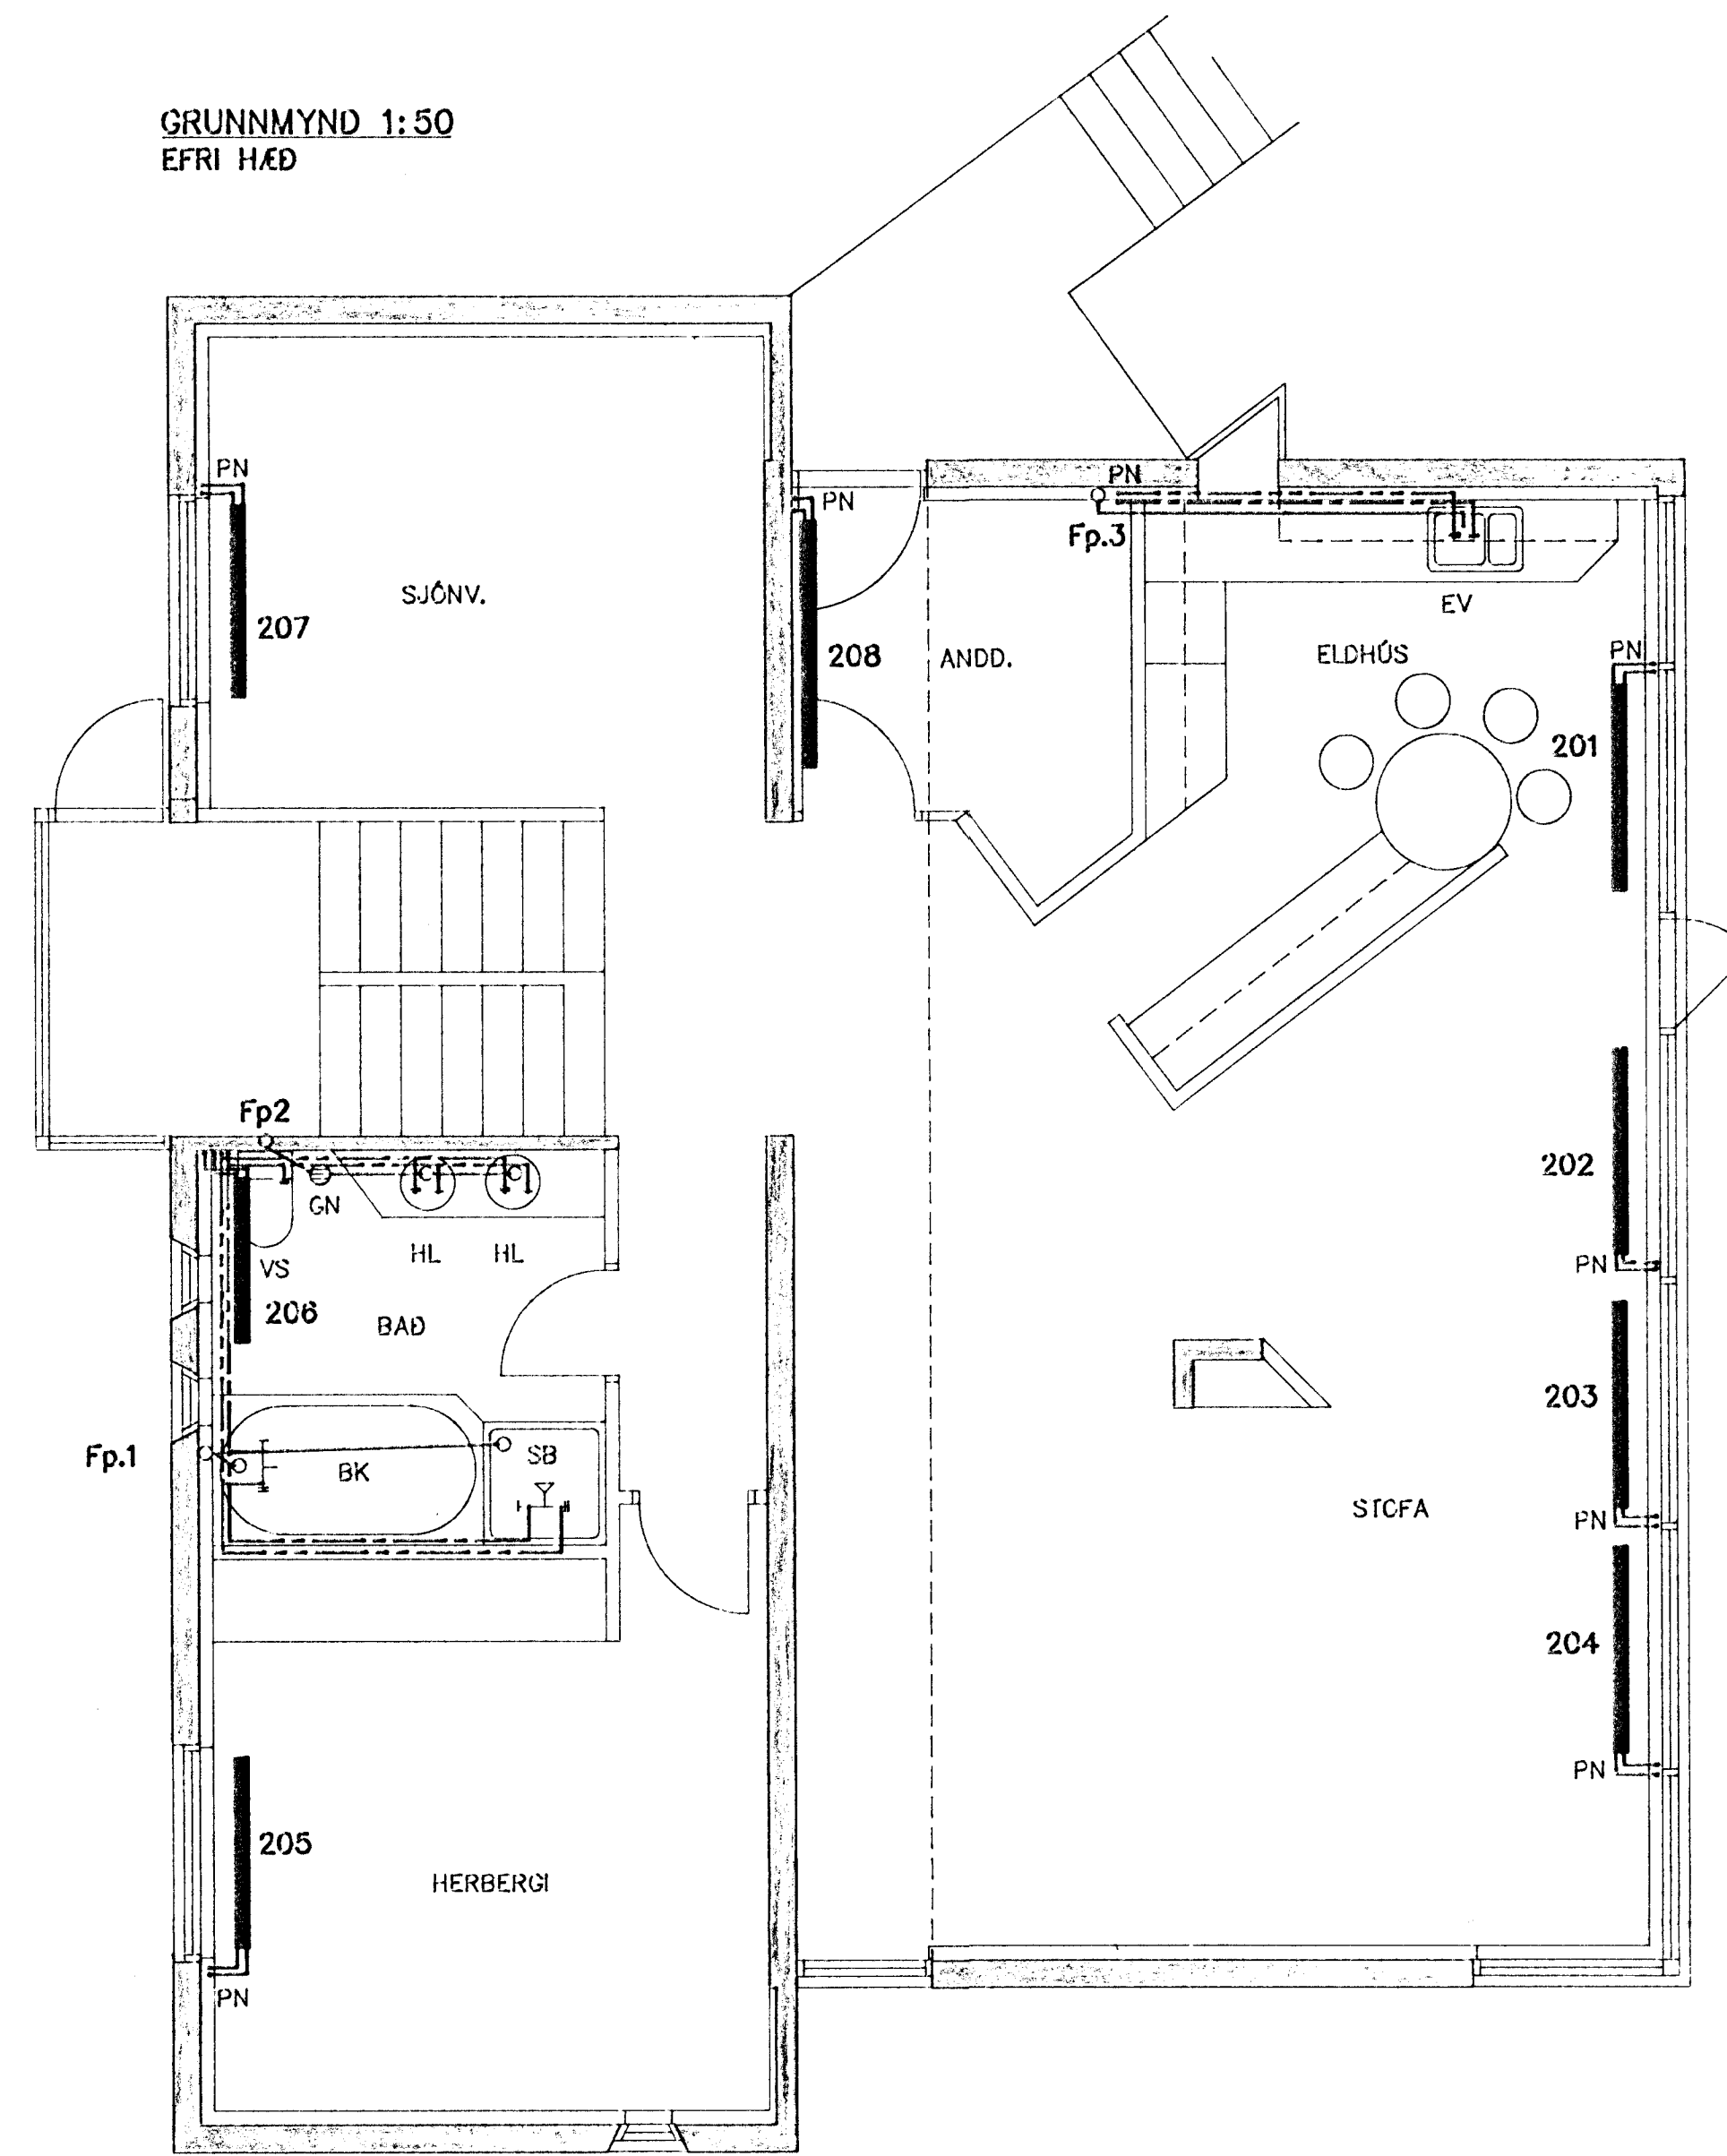 GRUNNMYND 1:50
EFRI HÆÐ
PN
PN
PN
Fp.3
SJÓNV.
EV
207
208
ANDD.
ELDHÚS
PN
201
Fp2
202
GN
HL
HL
VS
PN
206
BAÐ
203
Fp.1
BK
SB
STOFA
PN
204
PN
205
HERBERGI
PN